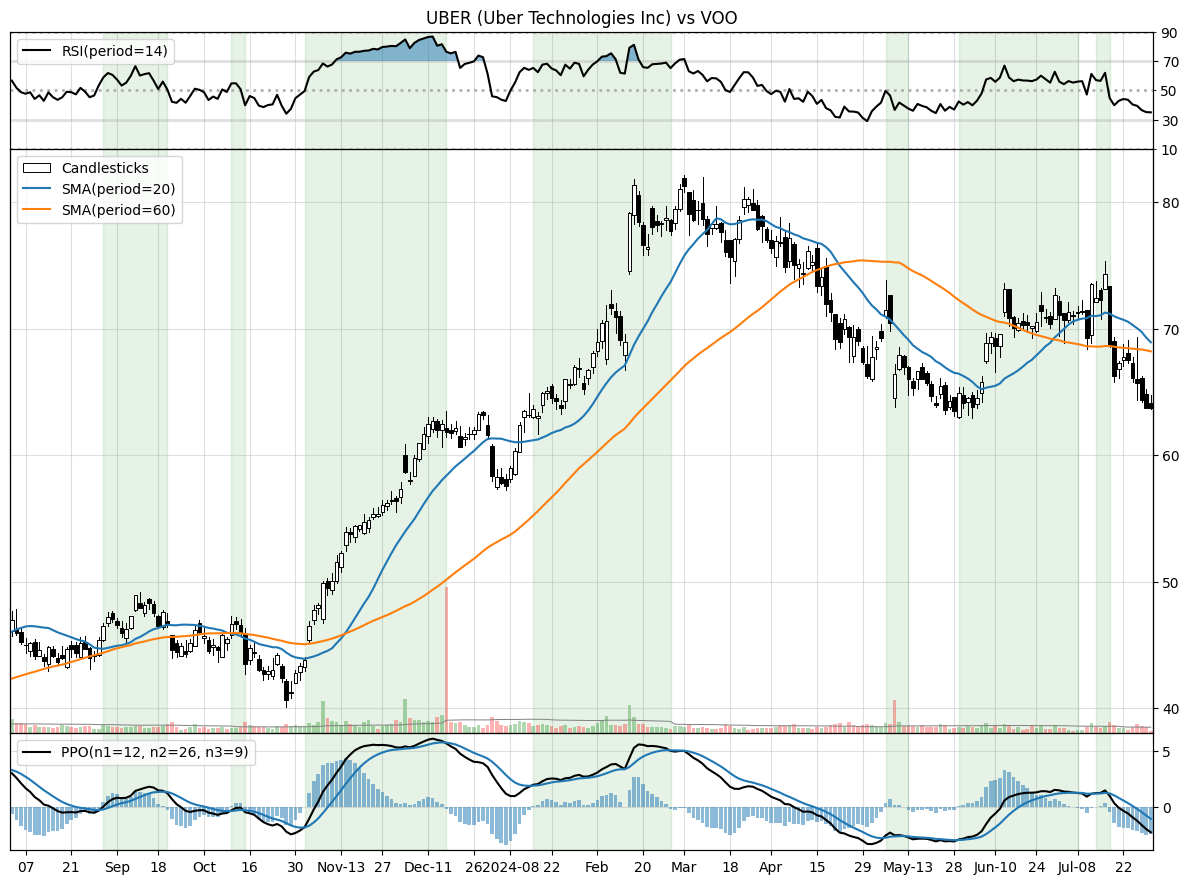 UBER (Uber Technologies Inc) vs VOO
RSI(period=14)
90
70
50
30
10
Candlesticks
SMA(period=20)
SMA(period=60)
80
70
60
50
40
PPO(n1=12, n2=26, n3=9)
5
0
07 21 Sep 18 Oct 16 30 Nov-13 27 Dec-11 26 2024-08 22 Feb 20 Mar 18 Apr 15 29 May-13 28 Jun-10 24 Jul-08 22